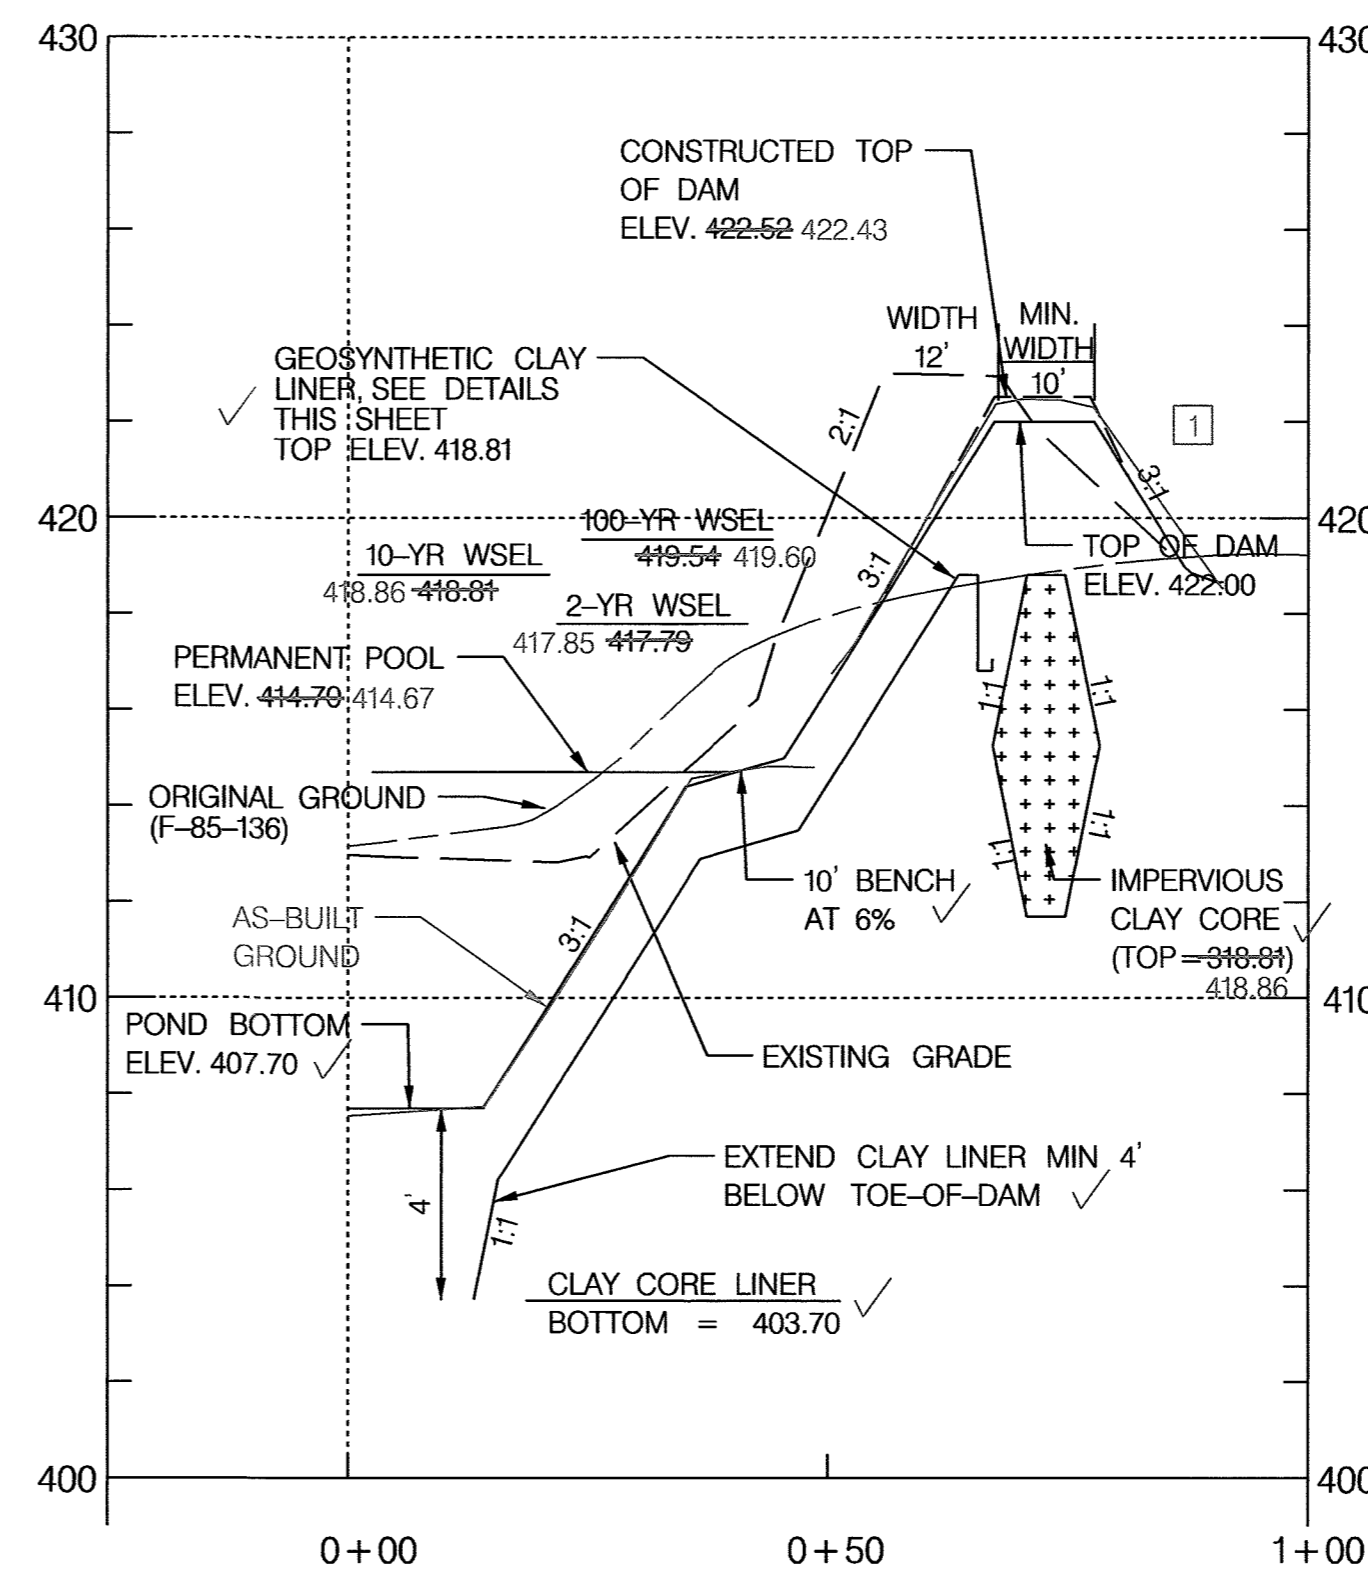 430
430
CONSTRUCTED TOP
OF DAM
ELEV. 422.52 422.43
WIDTH
12'
MIN.
WIDTH
10'
GEOSYNTHETIC CLAY
LINER, SEE DETAILS
THIS SHEET
TOP ELEV. 418.81
2:1
1
3:1
420
420
100-YR WSEL
419.54 419.60
10-YR WSEL
418.86 418.81
3:1
TOP OF DAM
ELEV. 422.00
2-YR WSEL
417.85 417.79
PERMANENT POOL
ELEV. 414.70 414.67
1:1
1:1
ORIGINAL GROUND
(F-85-136)
1:1
1:1
10' BENCH
AT 6%
IMPERVIOUS
CLAY CORE
(TOP = 318.81)
418.86
AS-BUILT
GROUND
3:1
410
410
POND BOTTOM
ELEV. 407.70
EXISTING GRADE
EXTEND CLAY LINER MIN 4'
BELOW TOE-OF-DAM
4'
1:1
CLAY CORE LINER
BOTTOM = 403.70
400
400
0+00
0+50
1+00